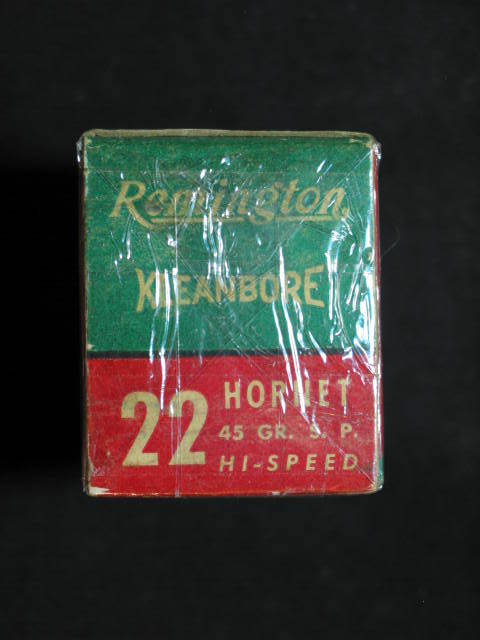 Remington
KLEANBORE
22 HORNET
45 GR. S. P.
HI-SPEED